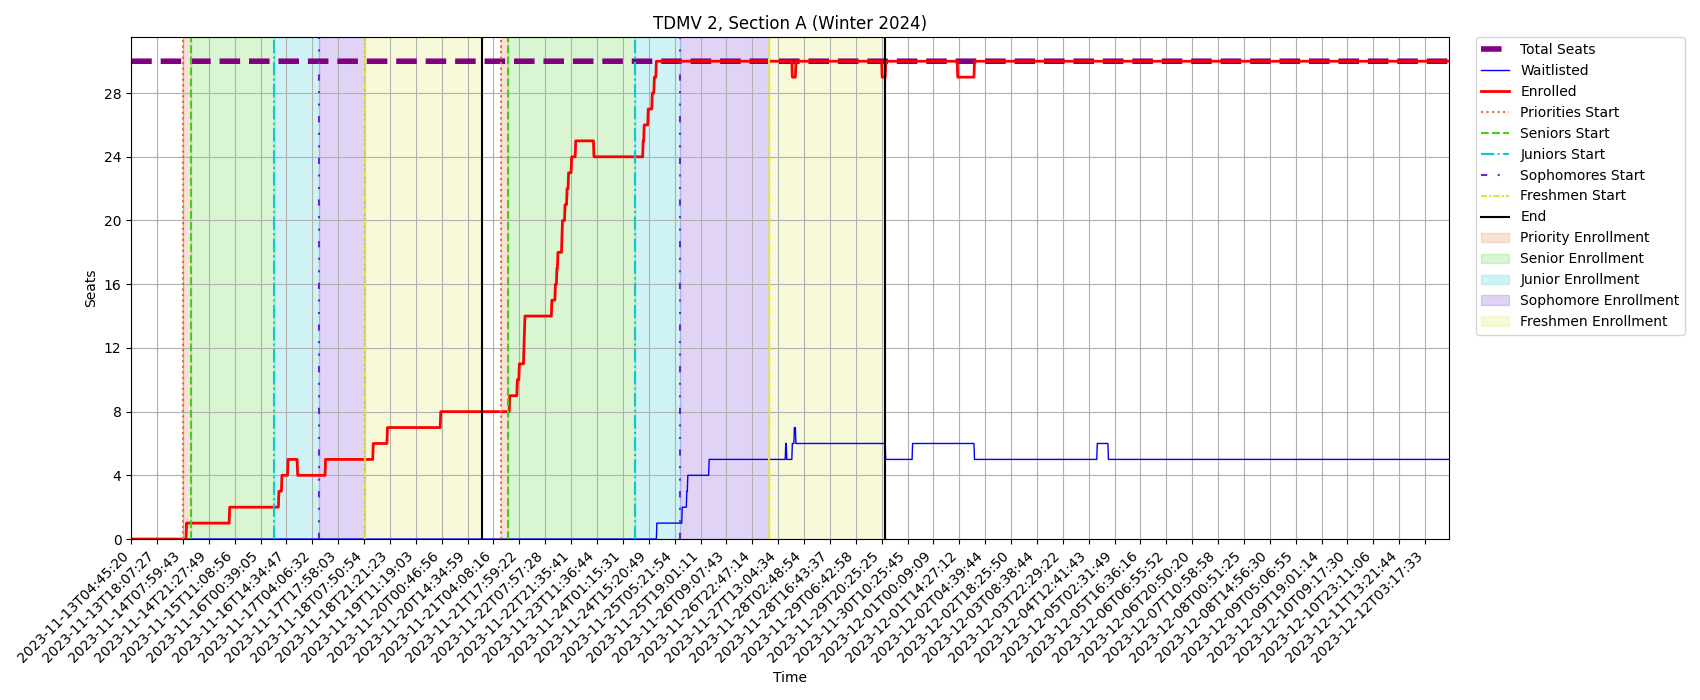 TDMV 2, Section A (Winter 2024)
Seats
28
24
20
16
12
8
4
0
2023-11-13T04:45:20
2023-11-13T18:07:27
2023-11-14T07:59:43
2023-11-14T21:27:49
2023-11-15T11:08:56
2023-11-16T00:39:05
2023-11-16T14:34:47
2023-11-17T04:06:32
2023-11-17T17:58:03
2023-11-18T07:50:54
2023-11-18T21:21:23
2023-11-19T11:19:03
2023-11-20T00:46:56
2023-11-20T14:34:59
2023-11-21T04:08:16
2023-11-21T17:59:22
2023-11-22T07:57:28
2023-11-22T21:35:41
2023-11-23T11:36:44
2023-11-24T01:15:31
2023-11-24T15:20:49
2023-11-25T05:21:54
2023-11-25T19:01:11
2023-11-26T09:07:43
2023-11-26T22:47:14
2023-11-27T13:04:34
2023-11-28T02:48:54
2023-11-28T16:43:37
2023-11-29T06:42:58
2023-11-29T20:25:25
2023-11-30T10:25:45
2023-12-01T00:09:09
2023-12-01T14:27:12
2023-12-02T04:39:44
2023-12-02T18:25:50
2023-12-03T08:38:44
2023-12-03T22:29:22
2023-12-04T12:41:43
2023-12-05T02:31:49
2023-12-05T16:36:16
2023-12-06T06:55:52
2023-12-06T20:50:20
2023-12-07T10:58:58
2023-12-08T00:51:25
2023-12-08T14:56:30
2023-12-09T05:06:55
2023-12-09T19:01:14
2023-12-10T09:17:30
2023-12-10T23:11:06
2023-12-11T13:21:44
2023-12-12T03:17:33
Time
Total Seats
Waitlisted
Enrolled
Priorities Start
Seniors Start
Juniors Start
Sophomores Start
Freshmen Start
End
Priority Enrollment
Senior Enrollment
Junior Enrollment
Sophomore Enrollment
Freshmen Enrollment